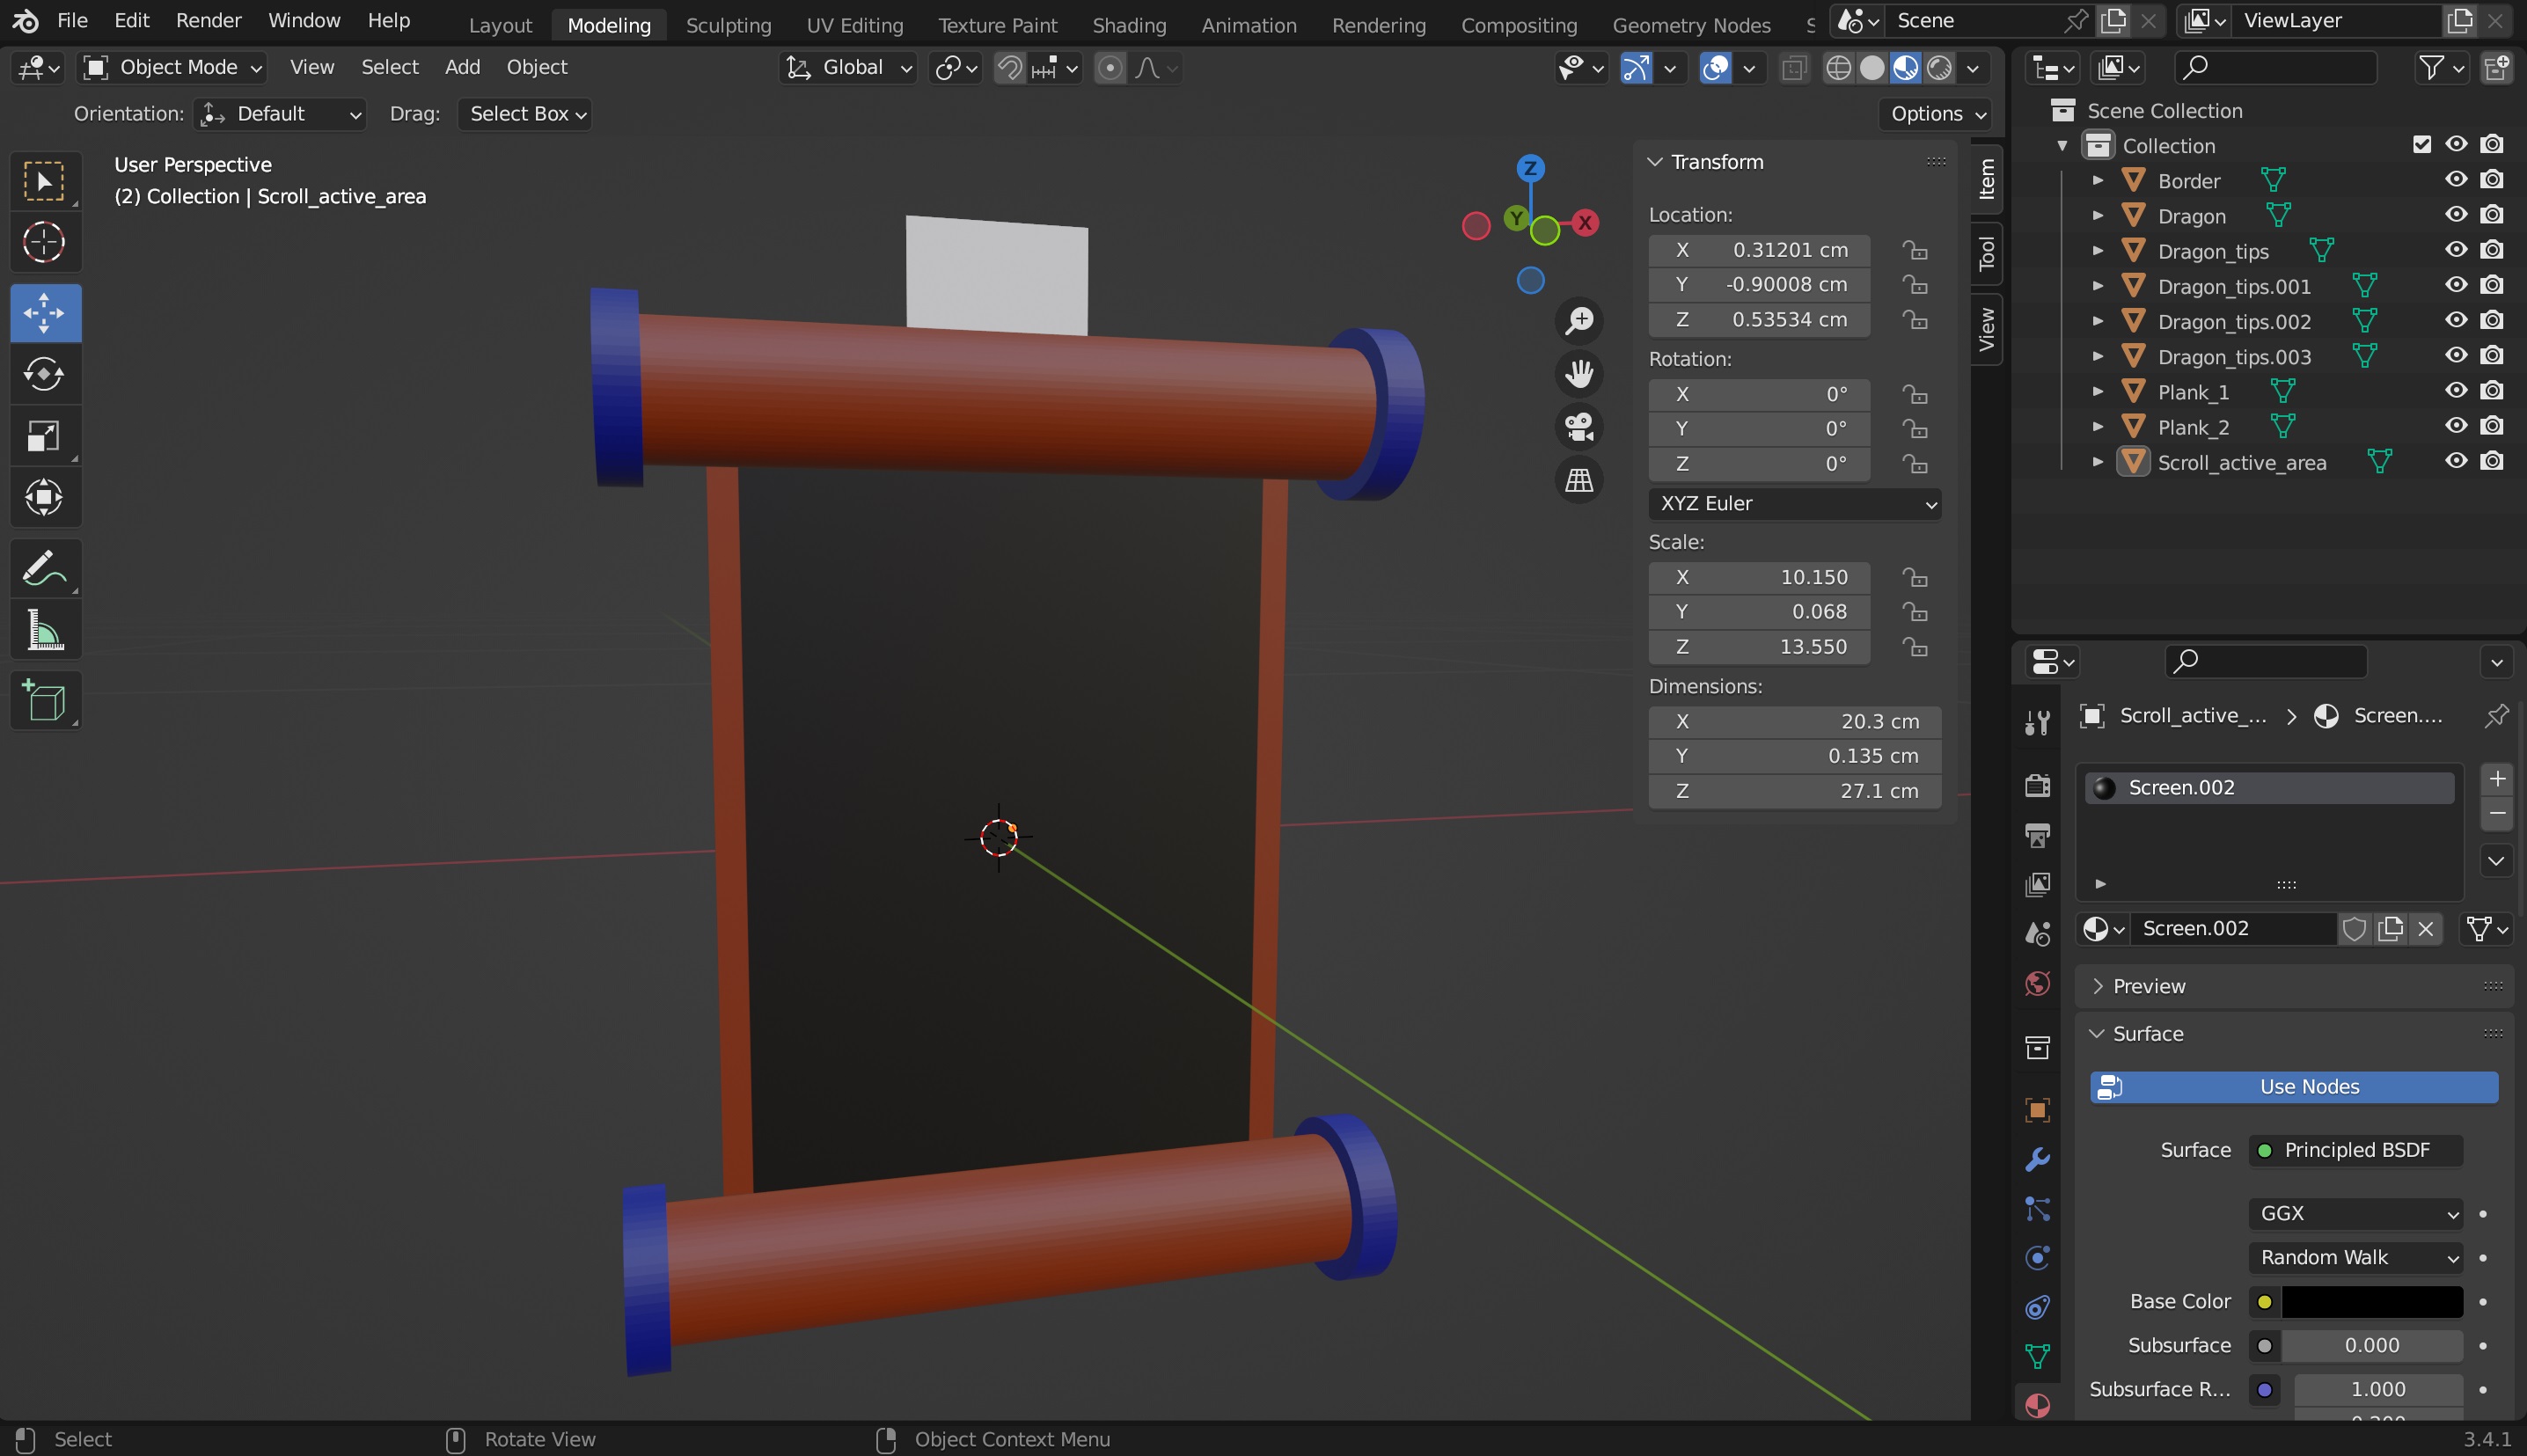 File Edit Render Window Help
Layout Modeling Sculpting UV Editing Texture Paint Shading Animation Rendering Compositing Geometry Nodes
Scene
ViewLayer
Object Mode View Select Add Object
Global
Orientation: Default Drag: Select Box
Options
User Perspective
(2) Collection | Scroll_active_area
Z
Y
X
Item
Tool
View
Transform
Location:
X 0.31201 cm
Y -0.90008 cm
Z 0.53534 cm
Rotation:
X 0°
Y 0°
Z 0°
XYZ Euler
Scale:
X 10.150
Y 0.068
Z 13.550
Dimensions:
X 20.3 cm
Y 0.135 cm
Z 27.1 cm
Scene Collection
Collection
Border
Dragon
Dragon_tips
Dragon_tips.001
Dragon_tips.002
Dragon_tips.003
Plank_1
Plank_2
Scroll_active_area
Scroll_active_... Screen....
Screen.002
Screen.002
Preview
Surface
Use Nodes
Surface Principled BSDF
GGX
Random Walk
Base Color
Subsurface 0.000
Subsurface R... 1.000
Select Rotate View Object Context Menu 3.4.1